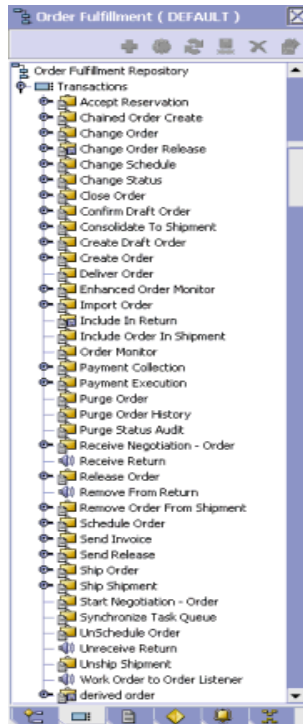 Order Fulfillment ( DEFAULT )
Order Fulfillment Repository
Transactions
Accept Reservation
Chained Order Create
Change Order
Change Order Release
Change Schedule
Change Status
Close Order
Confirm Draft Order
Consolidate To Shipment
Create Draft Order
Create Order
Deliver Order
Enhanced Order Monitor
Import Order
Include In Return
Include Order In Shipment
Order Monitor
Payment Collection
Payment Execution
Purge Order
Purge Order History
Purge Status Audit
Receive Negotiation - Order
Receive Return
Release Order
Remove From Return
Remove Order From Shipment
Schedule Order
Send Invoice
Send Release
Ship Order
Ship Shipment
Start Negotiation - Order
Synchronize Task Queue
UnSchedule Order
Unreceive Return
Unship Shipment
Work Order to Order Listener
derived order